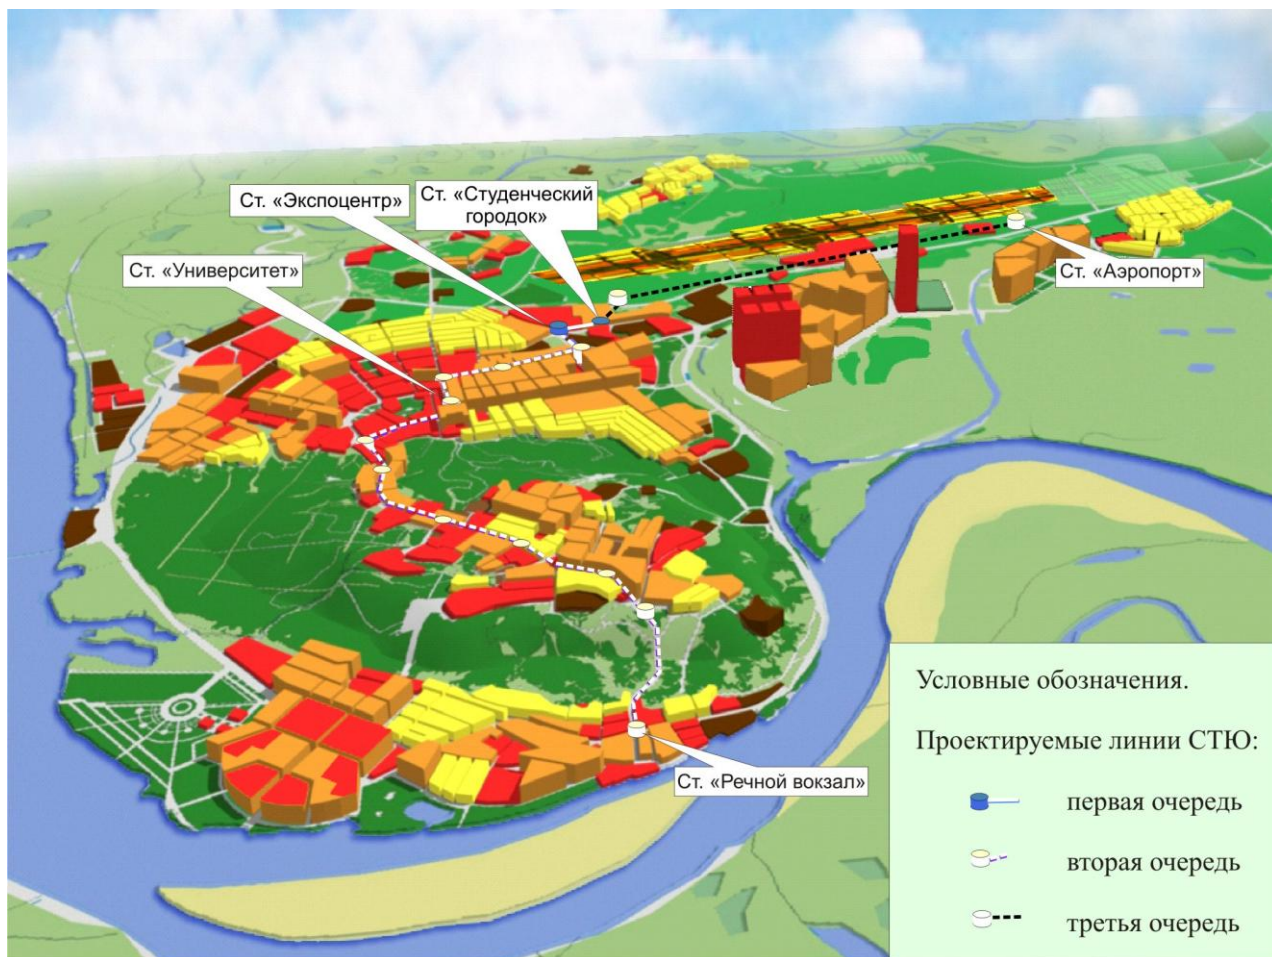 Ст. «Экспоцентр»
Ст. «Студенческий
городок»
Ст. «Университет»
Ст. «Аэропорт»
Ст. «Речной вокзал»
Условные обозначения.
Проектируемые линии СТЮ:
первая очередь
вторая очередь
третья очередь